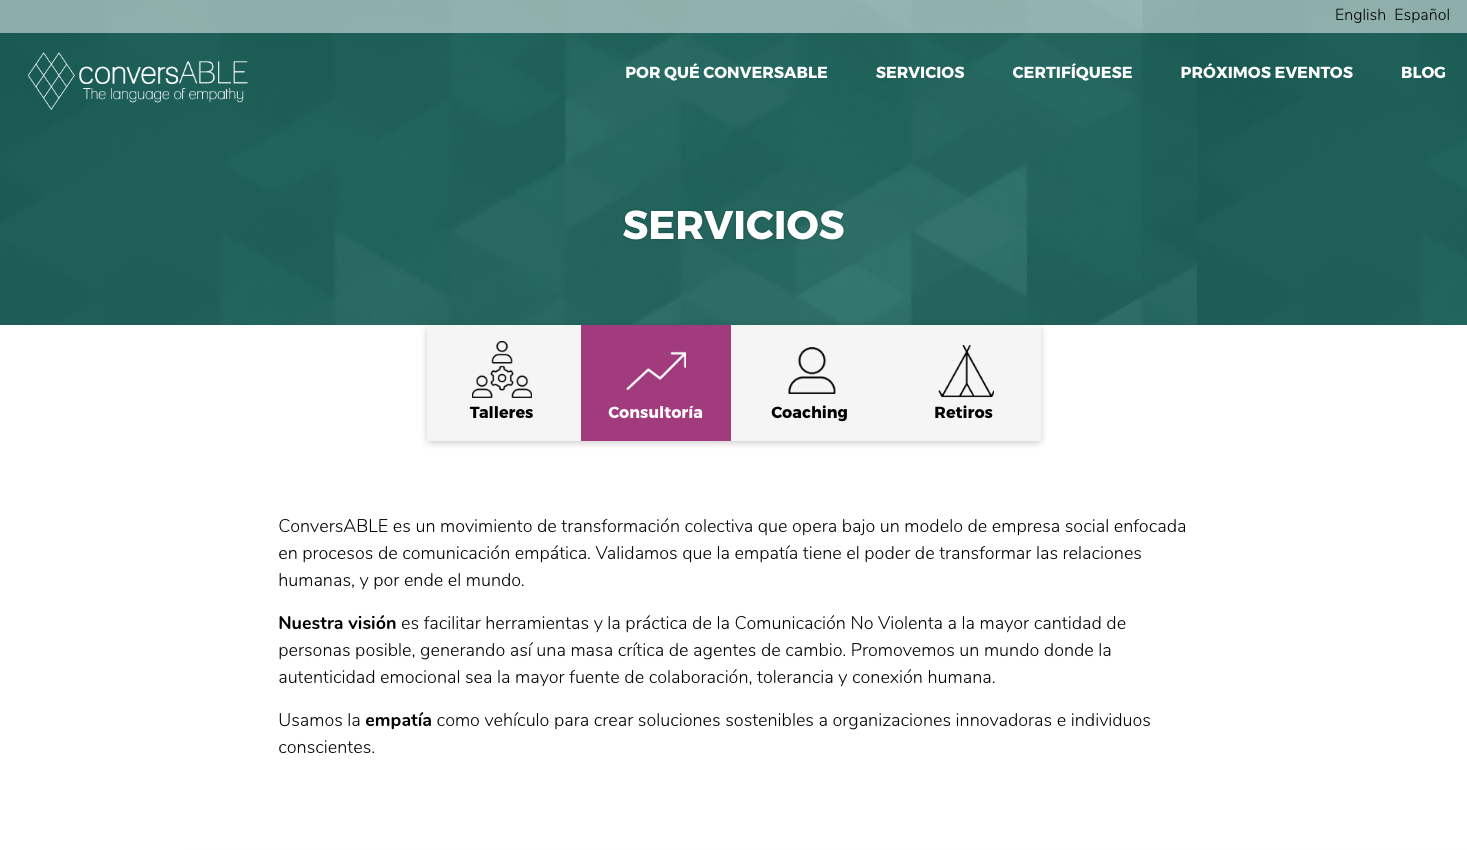 English Español
conversABLE
The language of empathy
POR QUÉ CONVERSABLE SERVICIOS CERTIFÍQUESE PRÓXIMOS EVENTOS BLOG
SERVICIOS
Talleres Consultoría Coaching Retiros
ConversABLE es un movimiento de transformación colectiva que opera bajo un modelo de empresa social enfocada
en procesos de comunicación empática. Validamos que la empatía tiene el poder de transformar las relaciones
humanas, y por ende el mundo.
Nuestra visión es facilitar herramientas y la práctica de la Comunicación No Violenta a la mayor cantidad de
personas posible, generando así una masa crítica de agentes de cambio. Promovemos un mundo donde la
autenticidad emocional sea la mayor fuente de colaboración, tolerancia y conexión humana.
Usamos la empatía como vehículo para crear soluciones sostenibles a organizaciones innovadoras e individuos
conscientes.